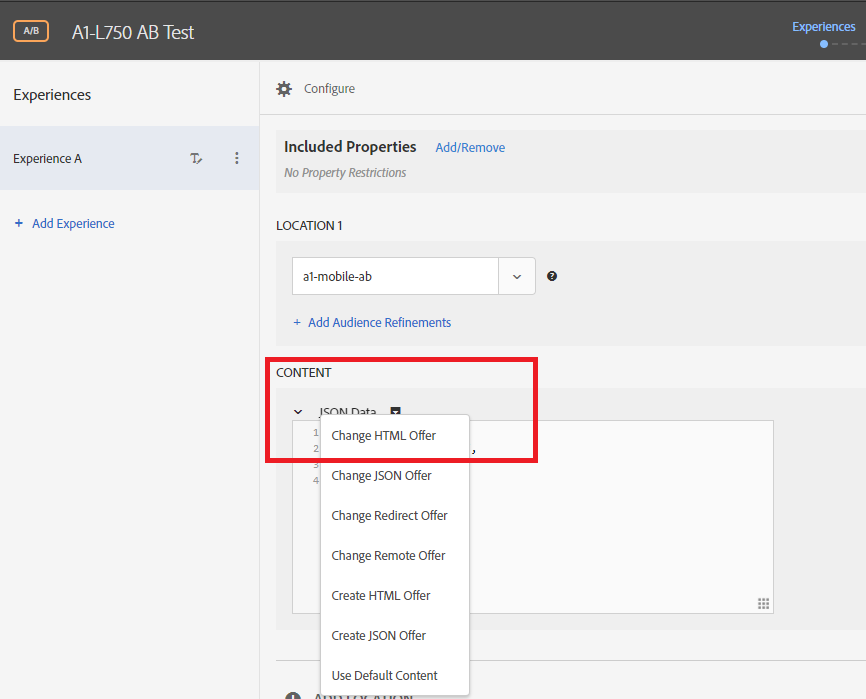 A/B
A1-L750 AB Test
Experiences
Experiences
Configure
Included Properties Add/Remove
No Property Restrictions
Experience A
+ Add Experience
LOCATION 1
a1-mobile-ab
+ Add Audience Refinements
CONTENT
JSON Data
1
2 ,
3
4
Change HTML Offer
Change JSON Offer
Change Redirect Offer
Change Remote Offer
Create HTML Offer
Create JSON Offer
Use Default Content
ADD LOCATION